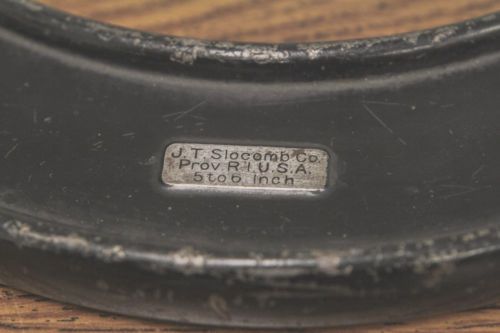 J.T. Slocomb Co.
Prov. R.I. U.S.A.
5 to 6 Inch